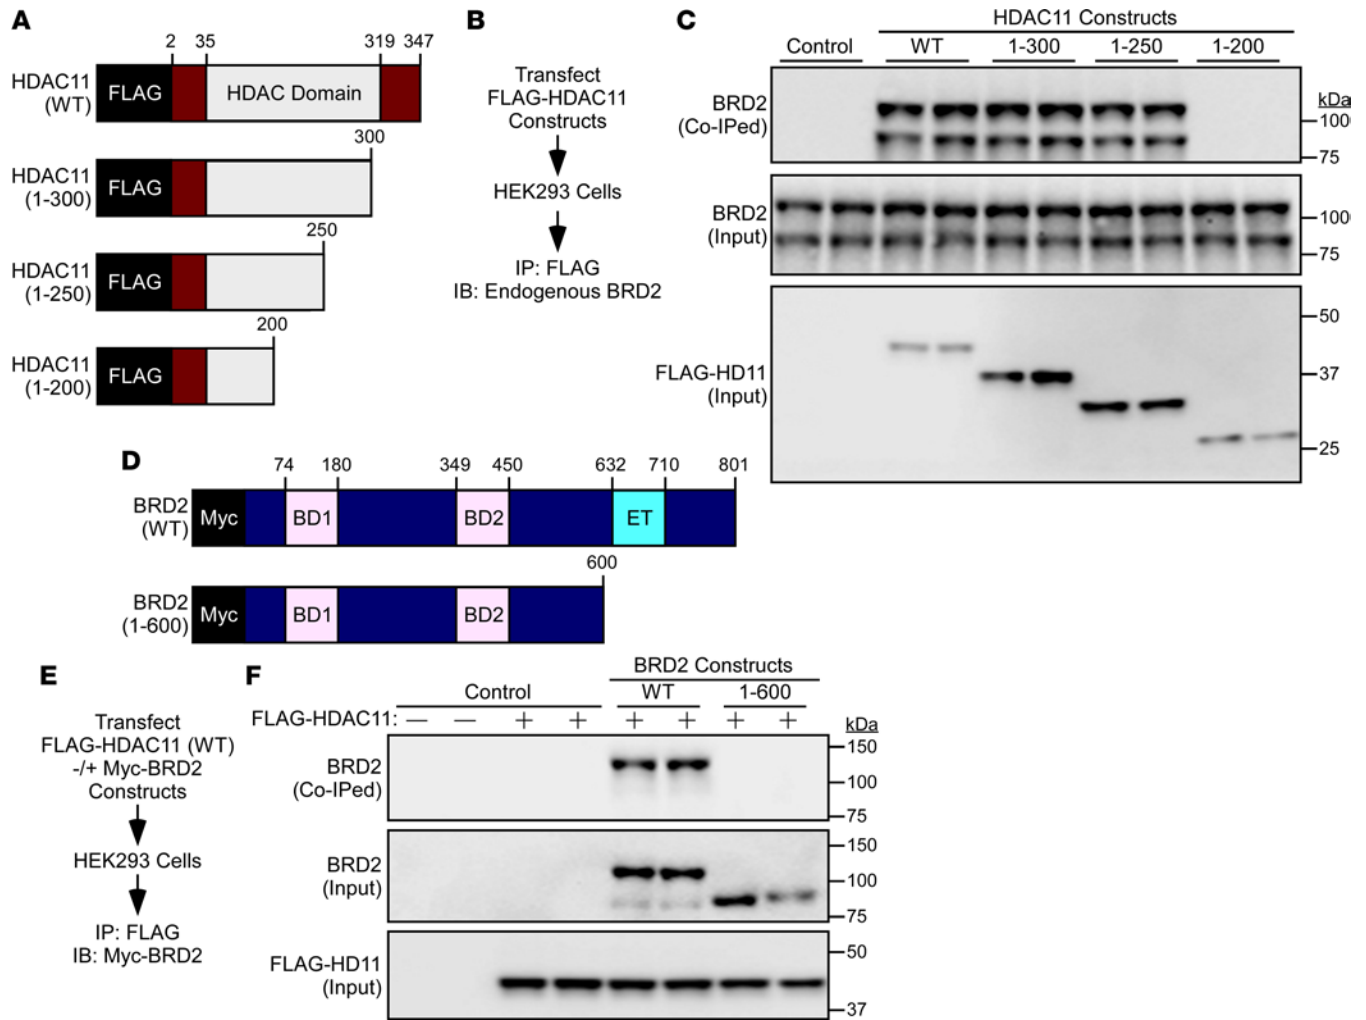 A
2 35 319 347
HDAC11
(WT)
FLAG
HDAC Domain
300
HDAC11
(1-300)
FLAG
250
HDAC11
(1-250)
FLAG
200
HDAC11
(1-200)
FLAG
B
Transfect
FLAG-HDAC11
Constructs
HEK293 Cells
IP: FLAG
IB: Endogenous BRD2
C
HDAC11 Constructs
Control WT 1-300 1-250 1-200
BRD2
(Co-IPed)
kDa
100
75
BRD2
(Input)
100
75
FLAG-HD11
(Input)
50
37
25
D
74 180 349 450 632 710 801
BRD2
(WT)
Myc BD1 BD2 ET
600
BRD2
(1-600)
Myc BD1 BD2
E
Transfect
FLAG-HDAC11 (WT)
-/+ Myc-BRD2
Constructs
HEK293 Cells
IP: FLAG
IB: Myc-BRD2
F
BRD2 Constructs
Control WT 1-600
FLAG-HDAC11: — — + + + + + +
kDa
BRD2
(Co-IPed)
150
100
75
BRD2
(Input)
150
100
75
FLAG-HD11
(Input)
50
37